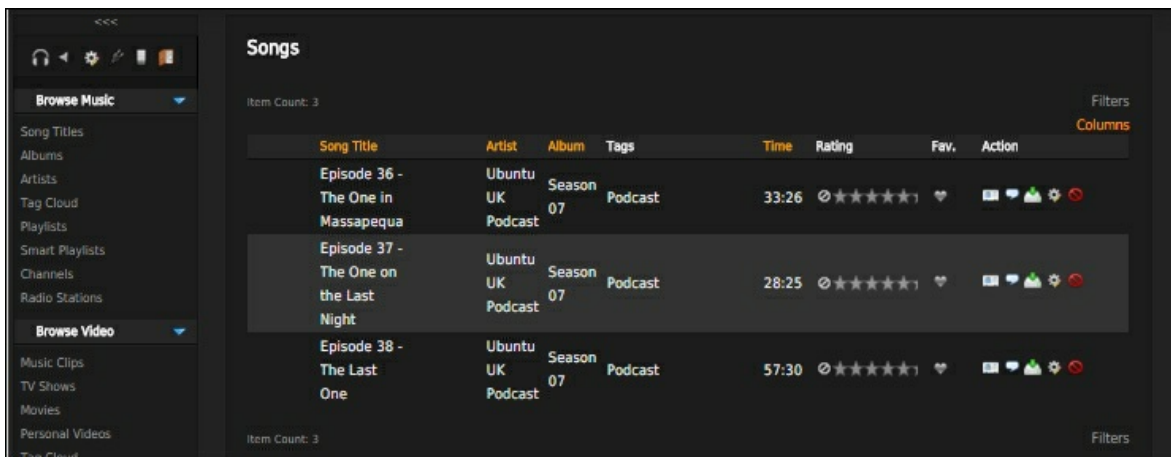 <<<
Browse Music
Song Titles
Albums
Artists
Tag Cloud
Playlists
Smart Playlists
Channels
Radio Stations
Browse Video
Music Clips
TV Shows
Movies
Personal Videos
Tag Cloud
Songs
Item Count: 3
Filters
Columns
Song Title Artist Album Tags Time Rating Fav. Action
Episode 36 -
The One in
Massapequa
Ubuntu
UK
Podcast
Season
07
Podcast
33:26
Episode 37 -
The One on
the Last
Night
Ubuntu
UK
Podcast
Season
07
Podcast
28:25
Episode 38 -
The Last
One
Ubuntu
UK
Podcast
Season
07
Podcast
57:30
Item Count: 3
Filters